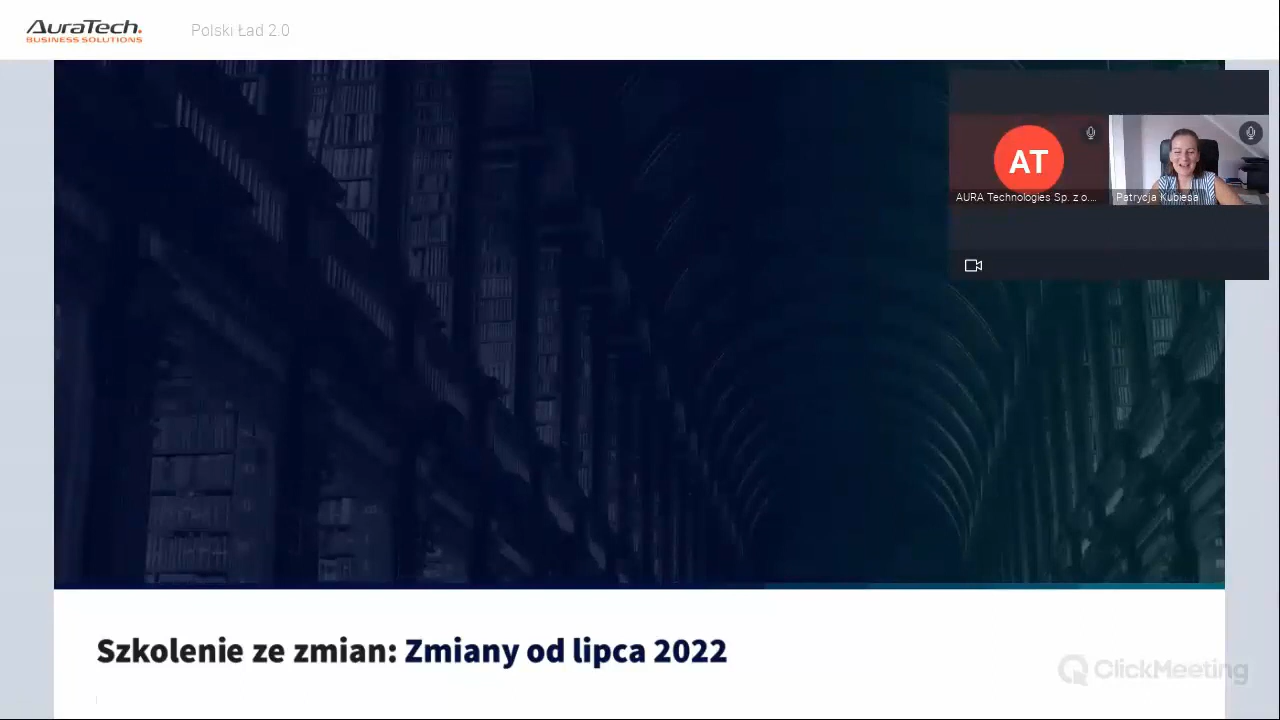 AuraTech.
BUSINESS SOLUTIONS
Polski Ład 2.0
AT
AURA Technologies Sp. z o....
Patrycja Kubiesa
Szkolenie ze zmian: Zmiany od lipca 2022
ClickMeeting